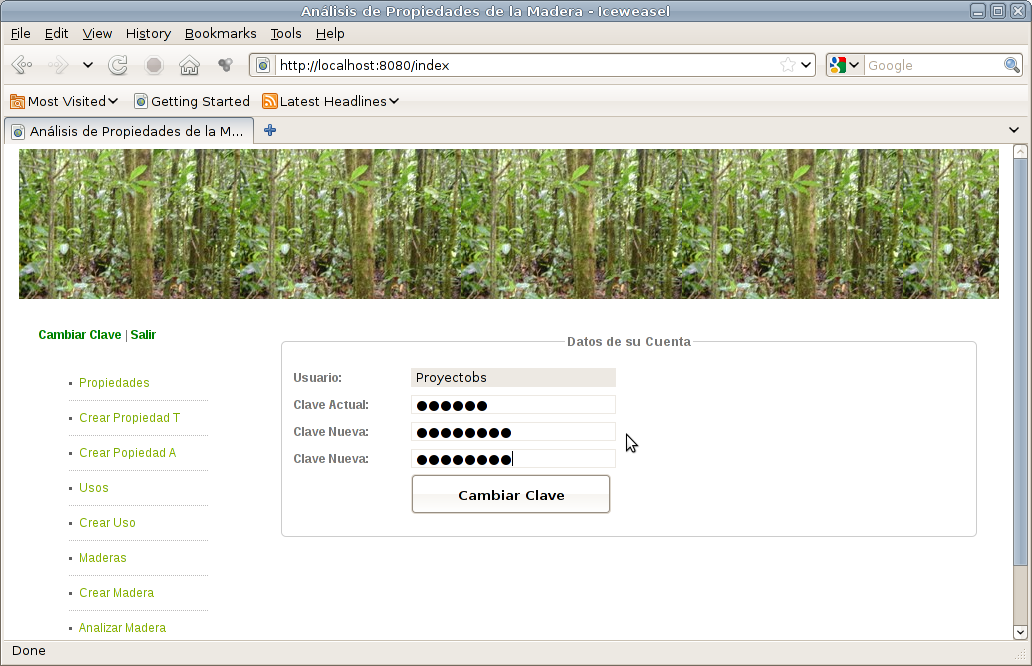 Análisis de Propiedades de la Madera - Iceweasel
File Edit View History Bookmarks Tools Help
http://localhost:8080/index Google
Most Visited Getting Started Latest Headlines
Análisis de Propiedades de la M...
Cambiar Clave | Salir
Propiedades
Crear Propiedad T
Crear Popiedad A
Usos
Crear Uso
Maderas
Crear Madera
Analizar Madera
Datos de su Cuenta
Usuario: Proyectobs
Clave Actual: ●●●●●●
Clave Nueva: ●●●●●●●●
Clave Nueva: ●●●●●●●●
Cambiar Clave
Done